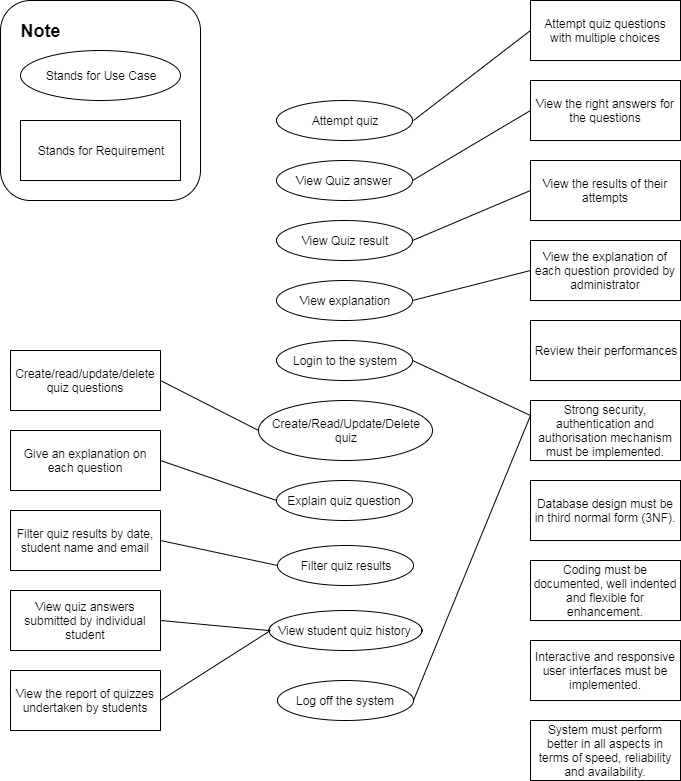 Note
Stands for Use Case
Stands for Requirement
Attempt quiz
View Quiz answer
View Quiz result
View explanation
Login to the system
Create/Read/Update/Delete
quiz
Explain quiz question
Filter quiz results
View student quiz history
Log off the system
Create/read/update/delete
quiz questions
Give an explanation on
each question
Filter quiz results by date,
student name and email
View quiz answers
submitted by individual
student
View the report of quizzes
undertaken by students
Attempt quiz questions
with multiple choices
View the right answers for
the questions
View the results of their
attempts
View the explanation of
each question provided by
administrator
Review their performances
Strong security,
authentication and
authorisation mechanism
must be implemented.
Database design must be
in third normal form (3NF).
Coding must be
documented, well indented
and flexible for
enhancement.
Interactive and responsive
user interfaces must be
implemented.
System must perform
better in all aspects in
terms of speed, reliability
and availability.